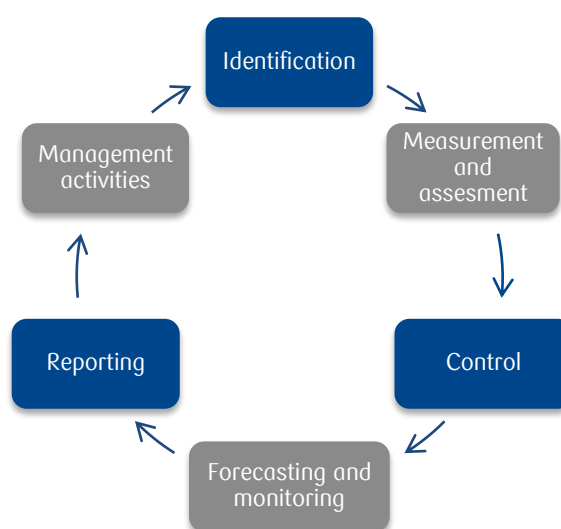 Identification
Measurement
and
assesment
Control
Forecasting and
monitoring
Reporting
Management
activities